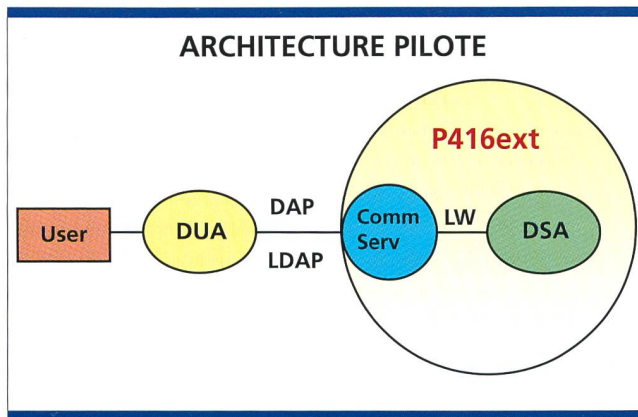 ARCHITECTURE PILOTE
P416ext
User
DUA
DAP
LDAP
Comm
Serv
LW
DSA